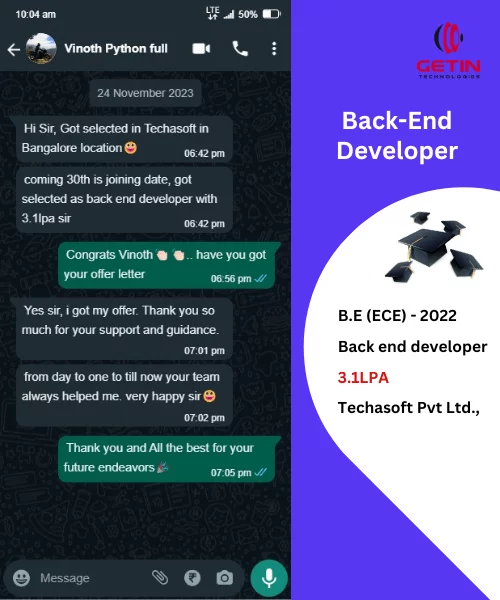 10:04 am
LTE
50%
Vinoth Python full
24 November 2023
Hi Sir, Got selected in Techasoft in
Bangalore location😃
06:42 pm
coming 30th is joining date, got
selected as back end developer with
3.1lpa sir
06:42 pm
Congrats Vinoth👏🏻 👏🏻.. have you got
your offer letter
06:56 pm
Yes sir, i got my offer. Thank you so
much for your support and guidance.
07:01 pm
from day to one to till now your team
always helped me. very happy sir😃
07:02 pm
Thank you and All the best for your
future endeavors🎉
07:05 pm
Message
GETIN
TECHNOLOGIES
Back-End
Developer
B.E (ECE) - 2022
Back end developer
3.1LPA
Techasoft Pvt Ltd.,